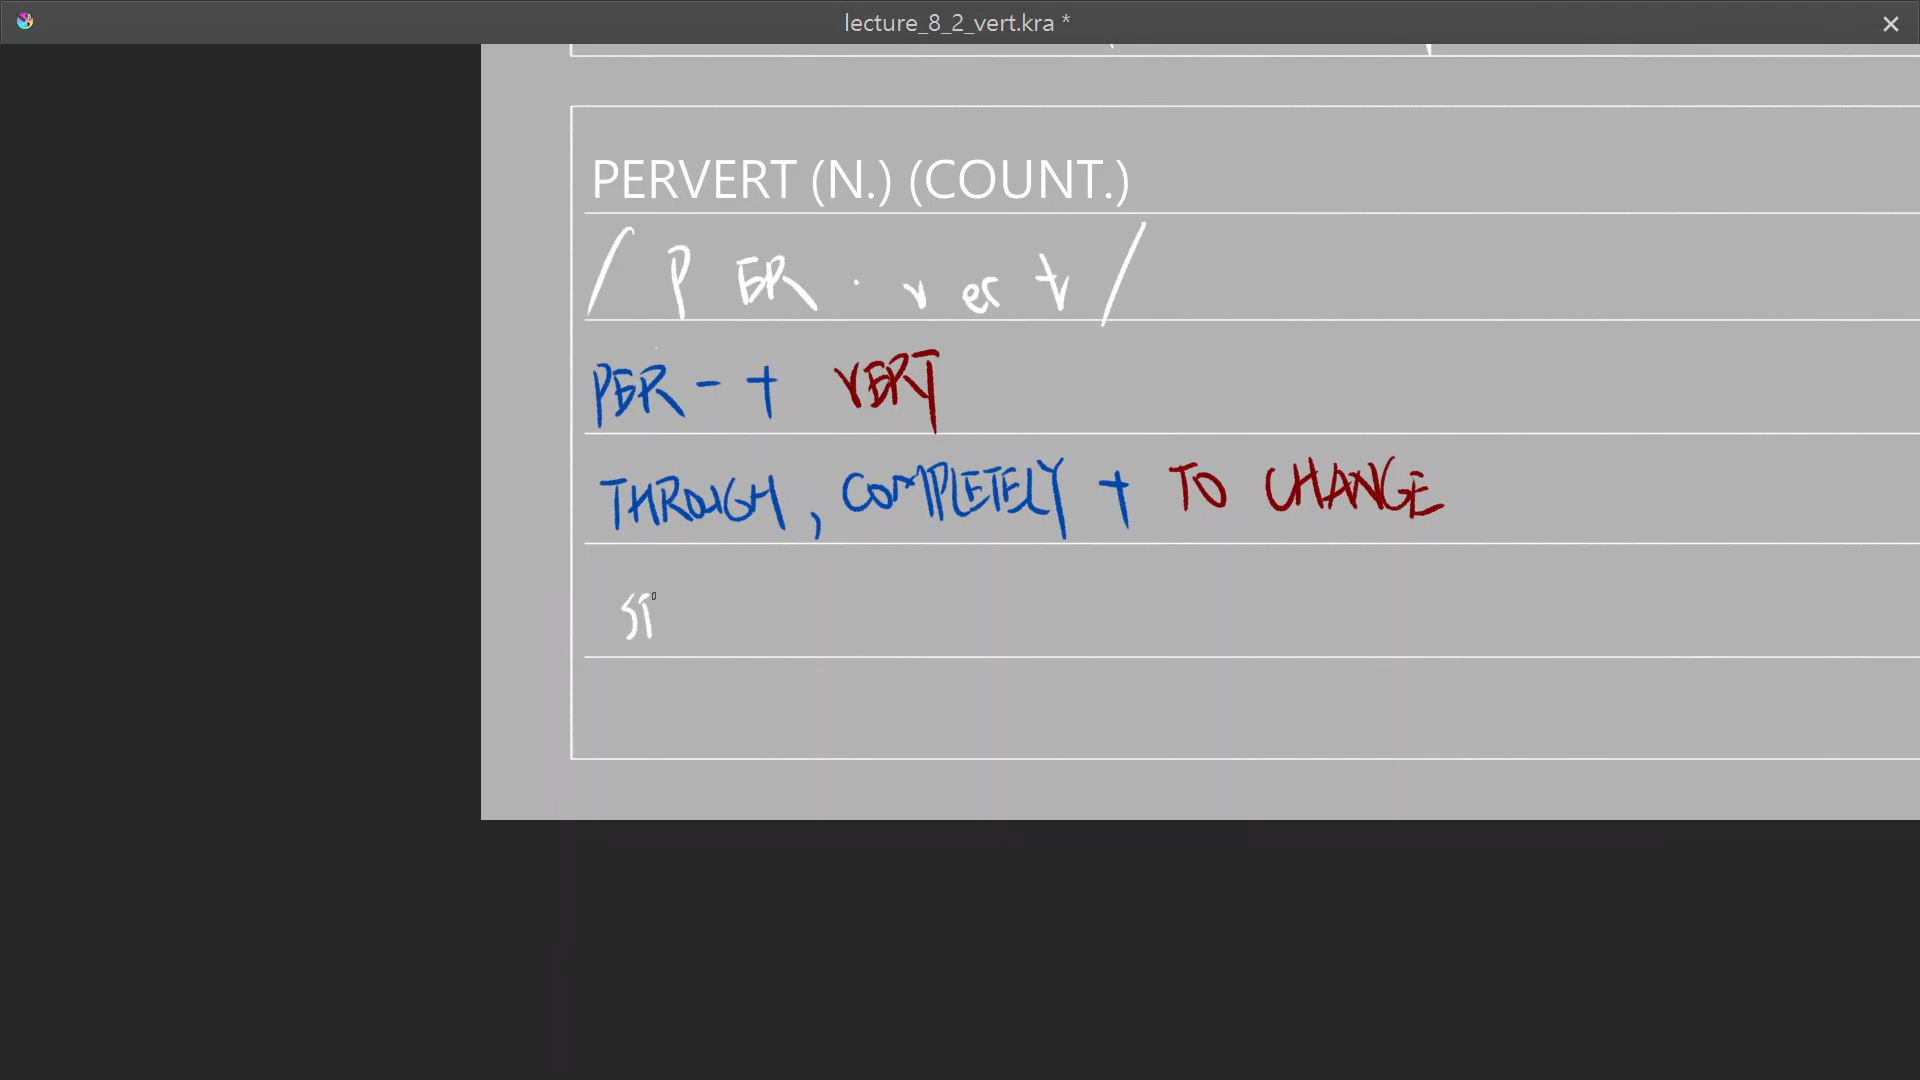 lecture_8_2_vert.kra *
PERVERT (N.) (COUNT.)
/ P ER · v er t /
PER - + VERT
THROUGH, COMPLETELY + TO CHANGE